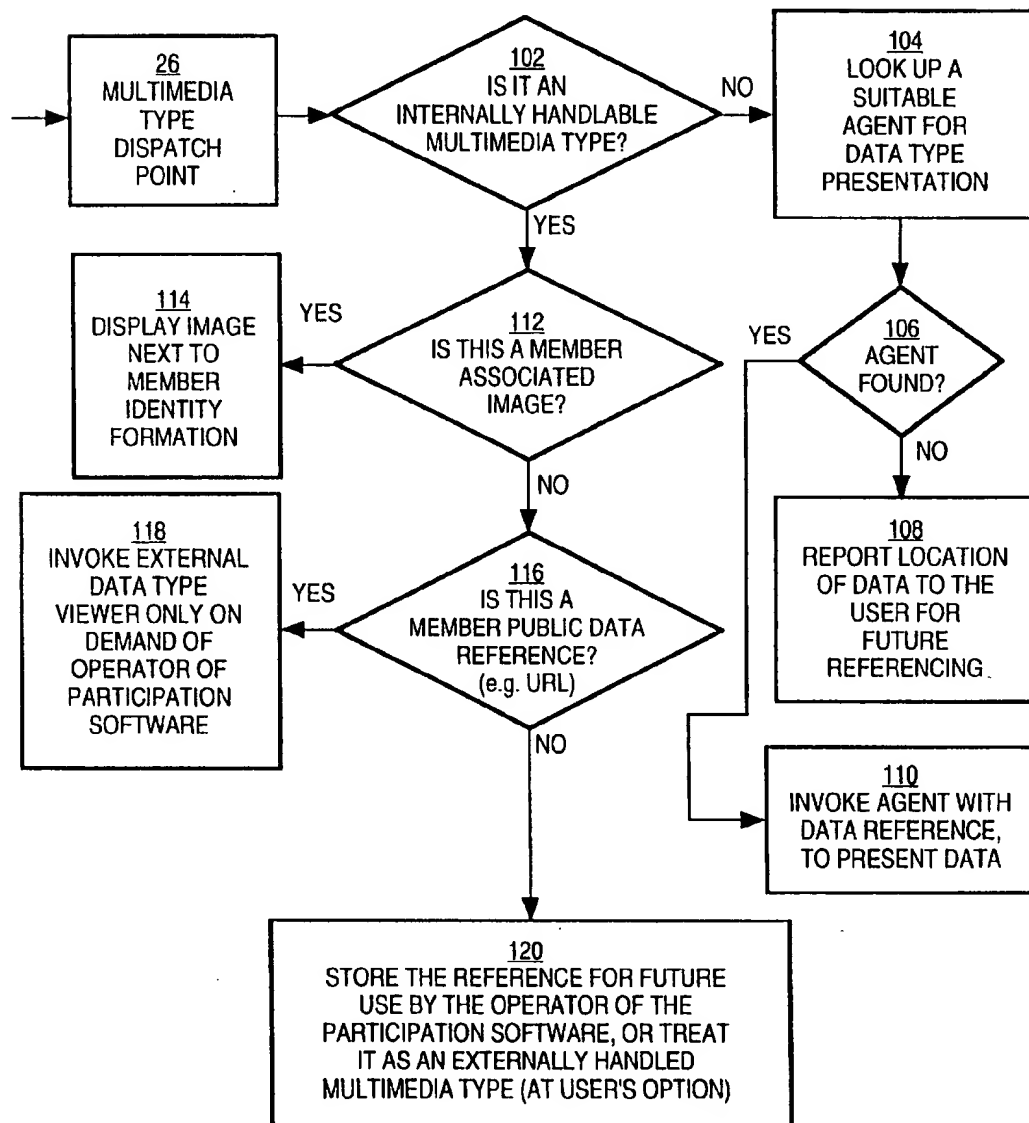 26
MULTIMEDIA
TYPE
DISPATCH
POINT
102
IS IT AN
INTERNALLY HANDLABLE
MULTIMEDIA TYPE?
NO
104
LOOK UP A
SUITABLE
AGENT FOR
DATA TYPE
PRESENTATION
YES
114
DISPLAY IMAGE
NEXT TO
MEMBER
IDENTITY
FORMATION
YES
112
IS THIS A MEMBER
ASSOCIATED
IMAGE?
YES
106
AGENT
FOUND?
NO
NO
118
INVOKE EXTERNAL
DATA TYPE
VIEWER ONLY ON
DEMAND OF
OPERATOR OF
PARTICIPATION
SOFTWARE
YES
116
IS THIS A
MEMBER PUBLIC DATA
REFERENCE?
(e.g. URL)
NO
108
REPORT LOCATION
OF DATA TO THE
USER FOR
FUTURE
REFERENCING
110
INVOKE AGENT WITH
DATA REFERENCE,
TO PRESENT DATA
120
STORE THE REFERENCE FOR FUTURE
USE BY THE OPERATOR OF THE
PARTICIPATION SOFTWARE, OR TREAT
IT AS AN EXTERNALLY HANDLED
MULTIMEDIA TYPE (AT USER'S OPTION)